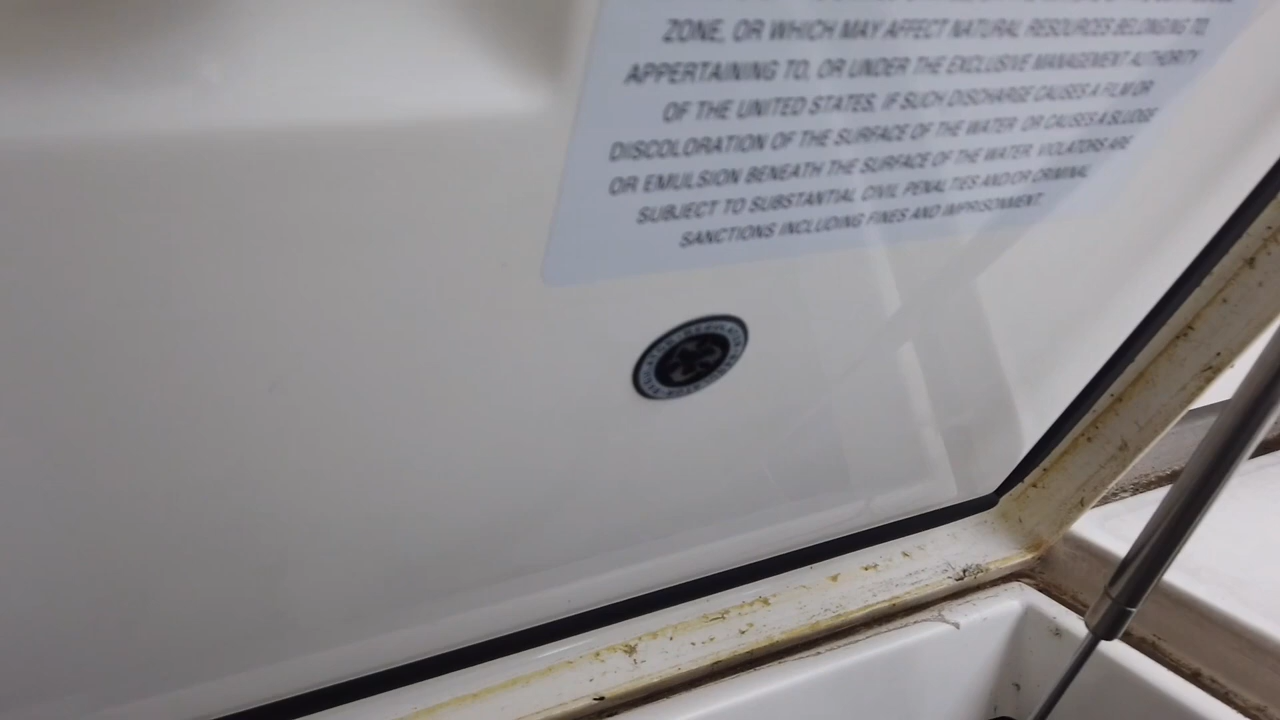 ZONE, OR WHICH MAY AFFECT NATURAL RESOURCES BELONGING TO,
APPERTAINING TO, OR UNDER THE EXCLUSIVE MANAGEMENT AUTHORITY
OF THE UNITED STATES, IF SUCH DISCHARGE CAUSES A FILM OR
DISCOLORATION OF THE SURFACE OF THE WATER OR CAUSES A SLUDGE
OR EMULSION BENEATH THE SURFACE OF THE WATER. VIOLATORS ARE
SUBJECT TO SUBSTANTIAL CIVIL PENALTIES AND/OR CRIMINAL
SANCTIONS INCLUDING FINES AND IMPRISONMENT.